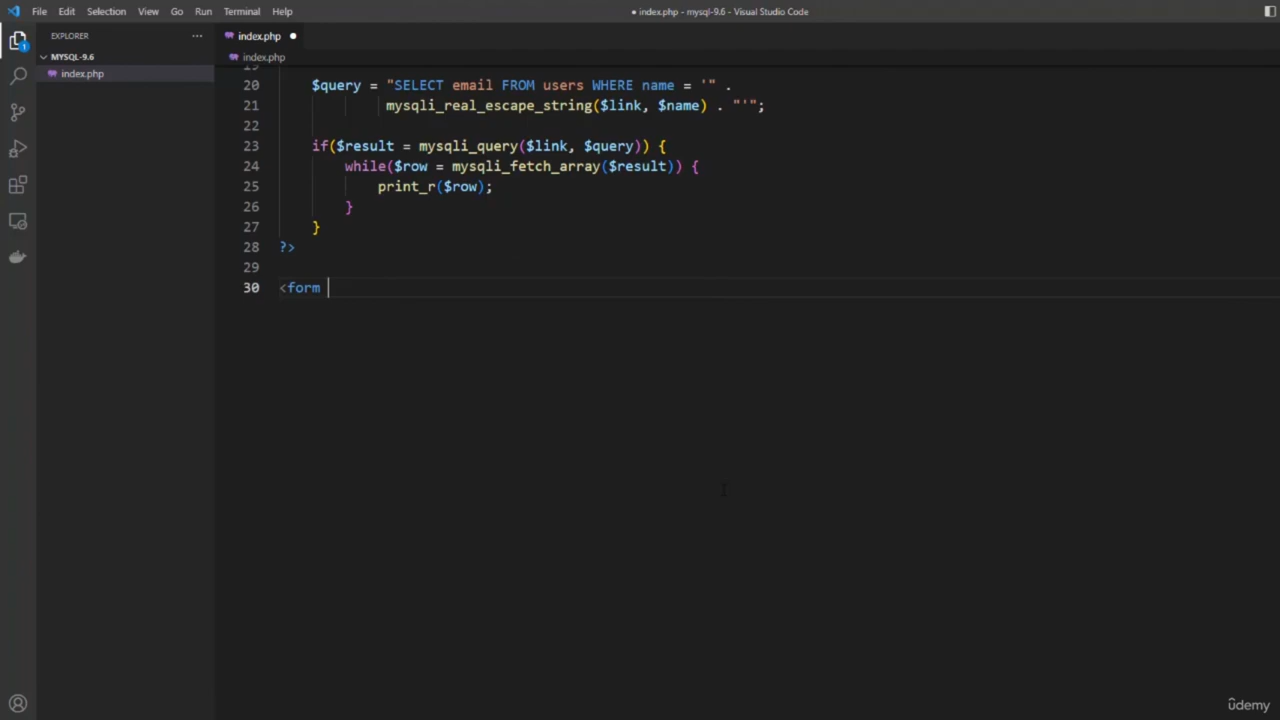 File Edit Selection View Go Run Terminal Help
● index.php - mysql-9.6 - Visual Studio Code
EXPLORER ...
index.php ●
1
MYSQL-9.6
index.php
index.php
19
20 $query = "SELECT email FROM users WHERE name = '" .
21 mysqli_real_escape_string($link, $name) . "'";
22
23 if($result = mysqli_query($link, $query)) {
24 while($row = mysqli_fetch_array($result)) {
25 print_r($row);
26 }
27 }
28 ?>
29
30 <form
ûdemy